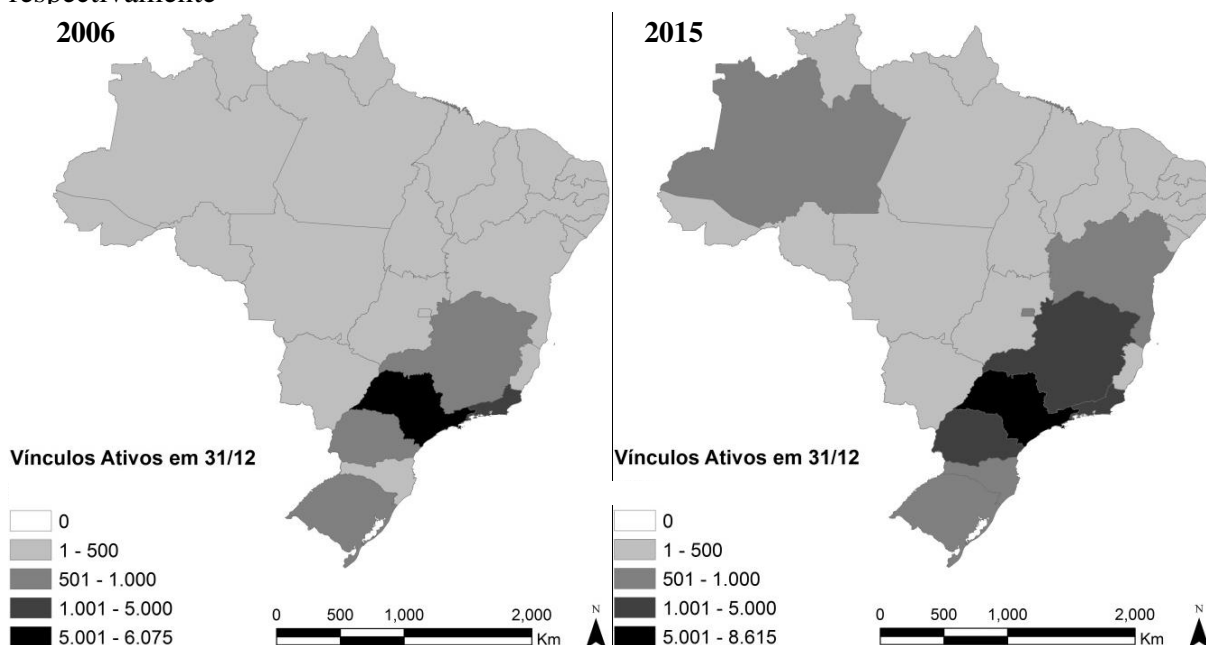 respectivamente
2006
Vínculos Ativos em 31/12
0
1 - 500
501 - 1.000
1.001 - 5.000
5.001 - 6.075
0 500 1,000 2,000
Km
N
2015
Vínculos Ativos em 31/12
0
1 - 500
501 - 1.000
1.001 - 5.000
5.001 - 8.615
0 500 1,000 2,000
Km
N